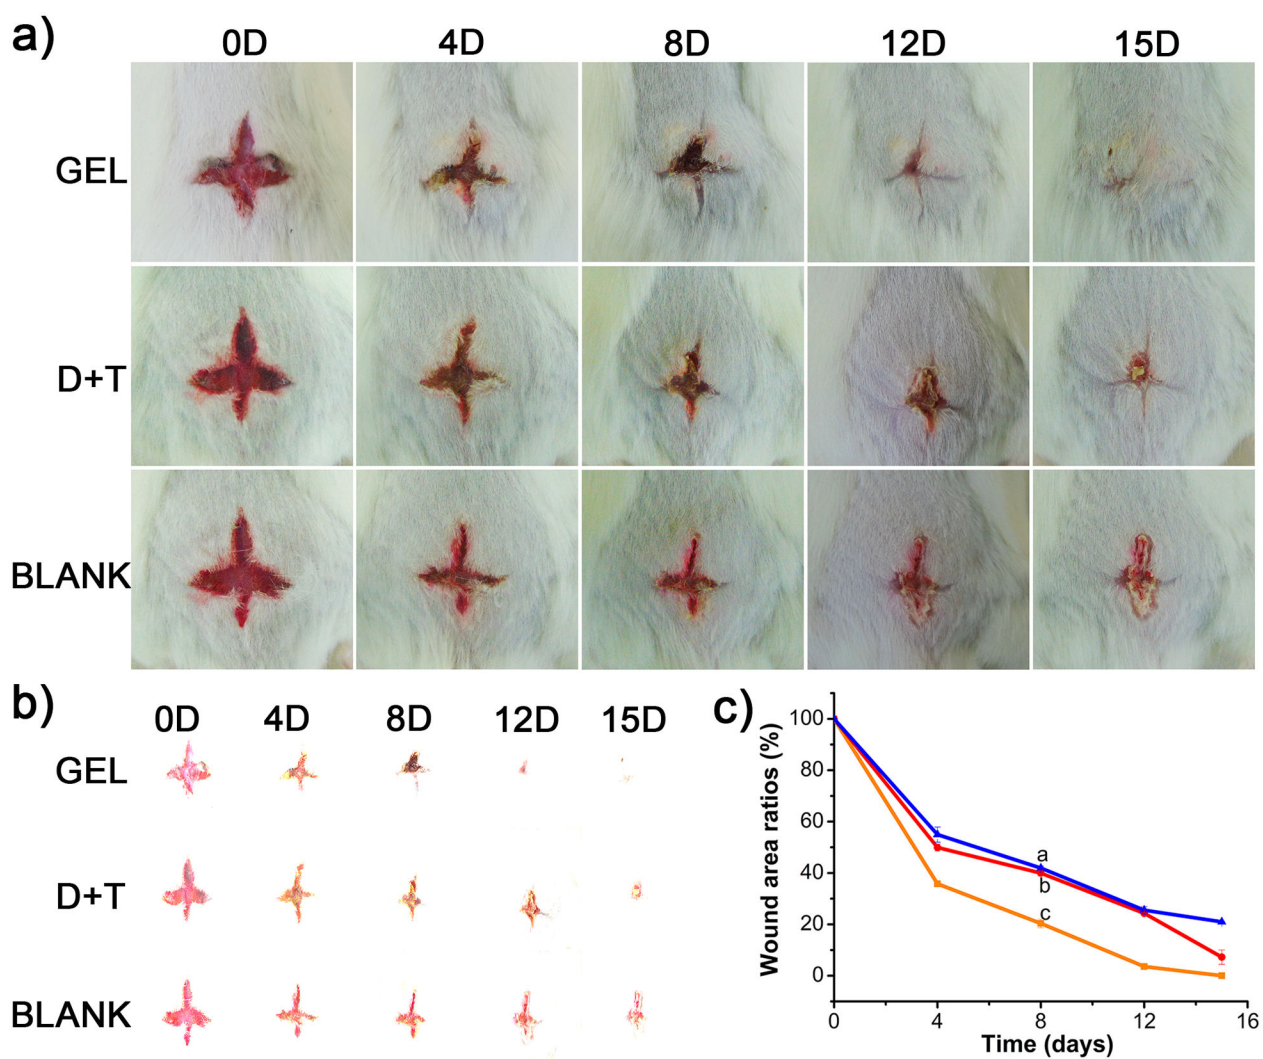 a)
0D 4D 8D 12D 15D
GEL
D+T
BLANK
b)
0D 4D 8D 12D 15D
GEL
D+T
BLANK
c)
Wound area ratios (%)
100
80
60
40
20
0
a
b
c
0 4 8 12 16
Time (days)